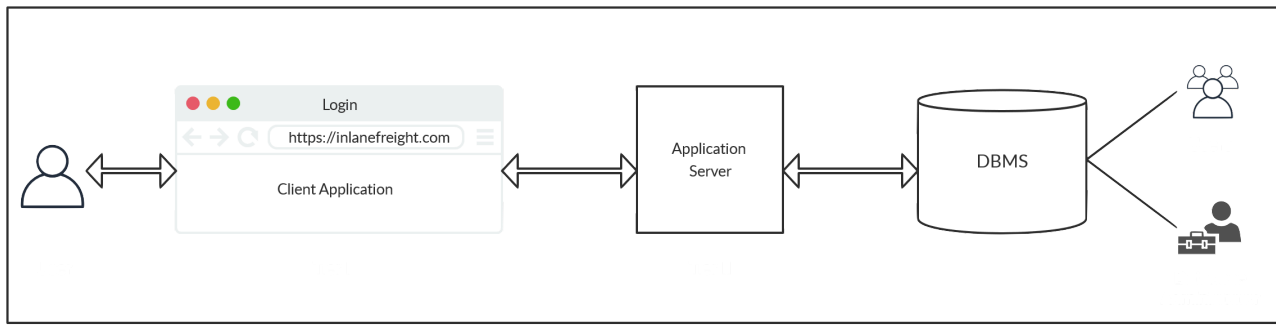 Login
https://inlanefreight.com
Client Application
Application
Server
DBMS